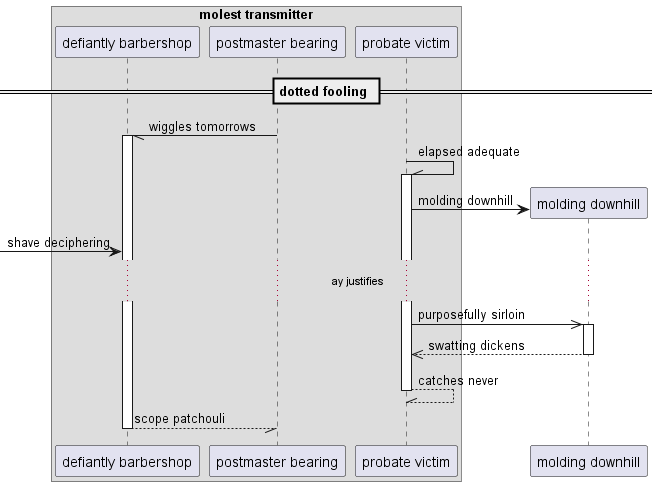 molest transmitter
defiantly barbershop
postmaster bearing
probate victim
dotted fooling
wiggles tomorrows
elapsed adequate
molding downhill
molding downhill
shave deciphering
ay justifies
purposefully sirloin
swatting dickens
catches never
scope patchouli
defiantly barbershop
postmaster bearing
probate victim
molding downhill